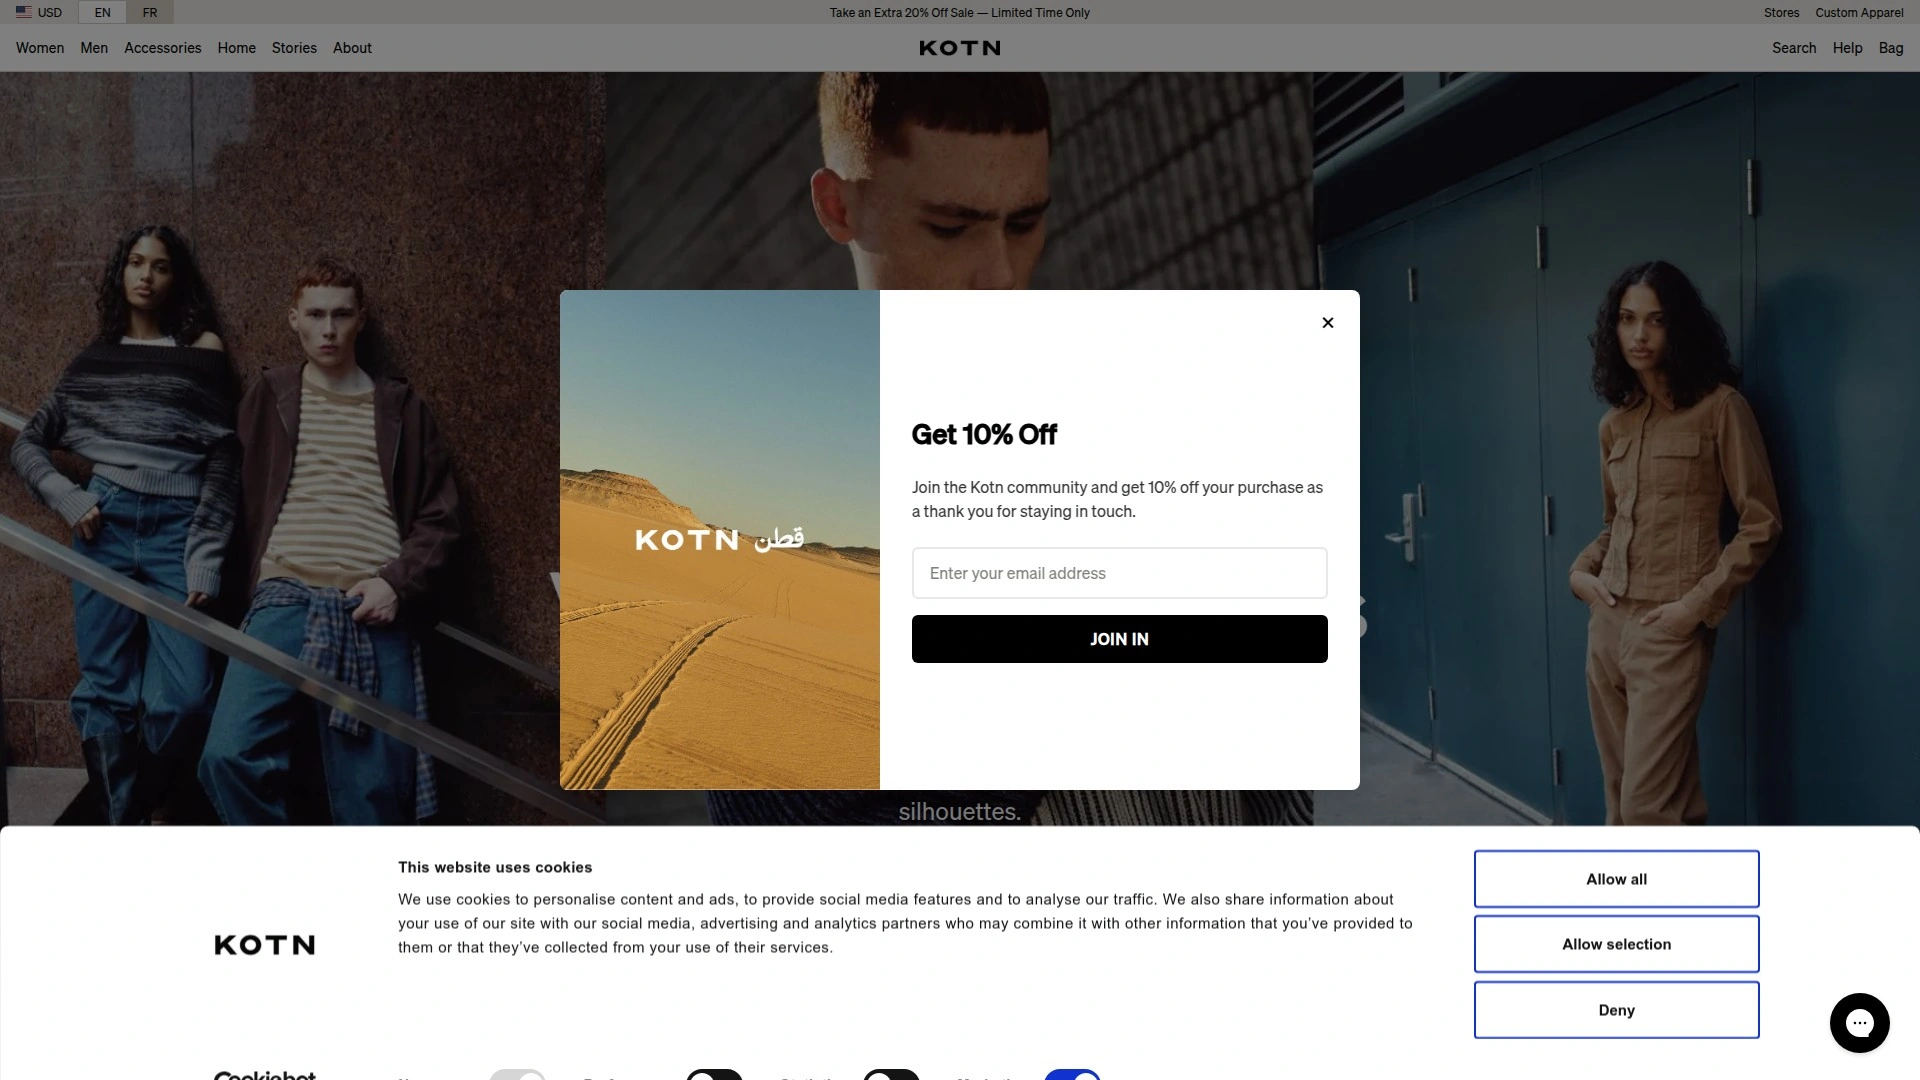 USD
EN
FR
Take an Extra 20% Off Sale — Limited Time Only
Stores
Custom Apparel
Women
Men
Accessories
Home
Stories
About
KOTN
Search
Help
Bag
Get 10% Off
Join the Kotn community and get 10% off your purchase as
a thank you for staying in touch.
KOTN قطن
Enter your email address
JOIN IN
silhouettes.
This website uses cookies
We use cookies to personalise content and ads, to provide social media features and to analyse our traffic. We also share information about
your use of our site with our social media, advertising and analytics partners who may combine it with other information that you've provided to
them or that they've collected from your use of their services.
KOTN
Allow all
Allow selection
Deny
Cookiebot